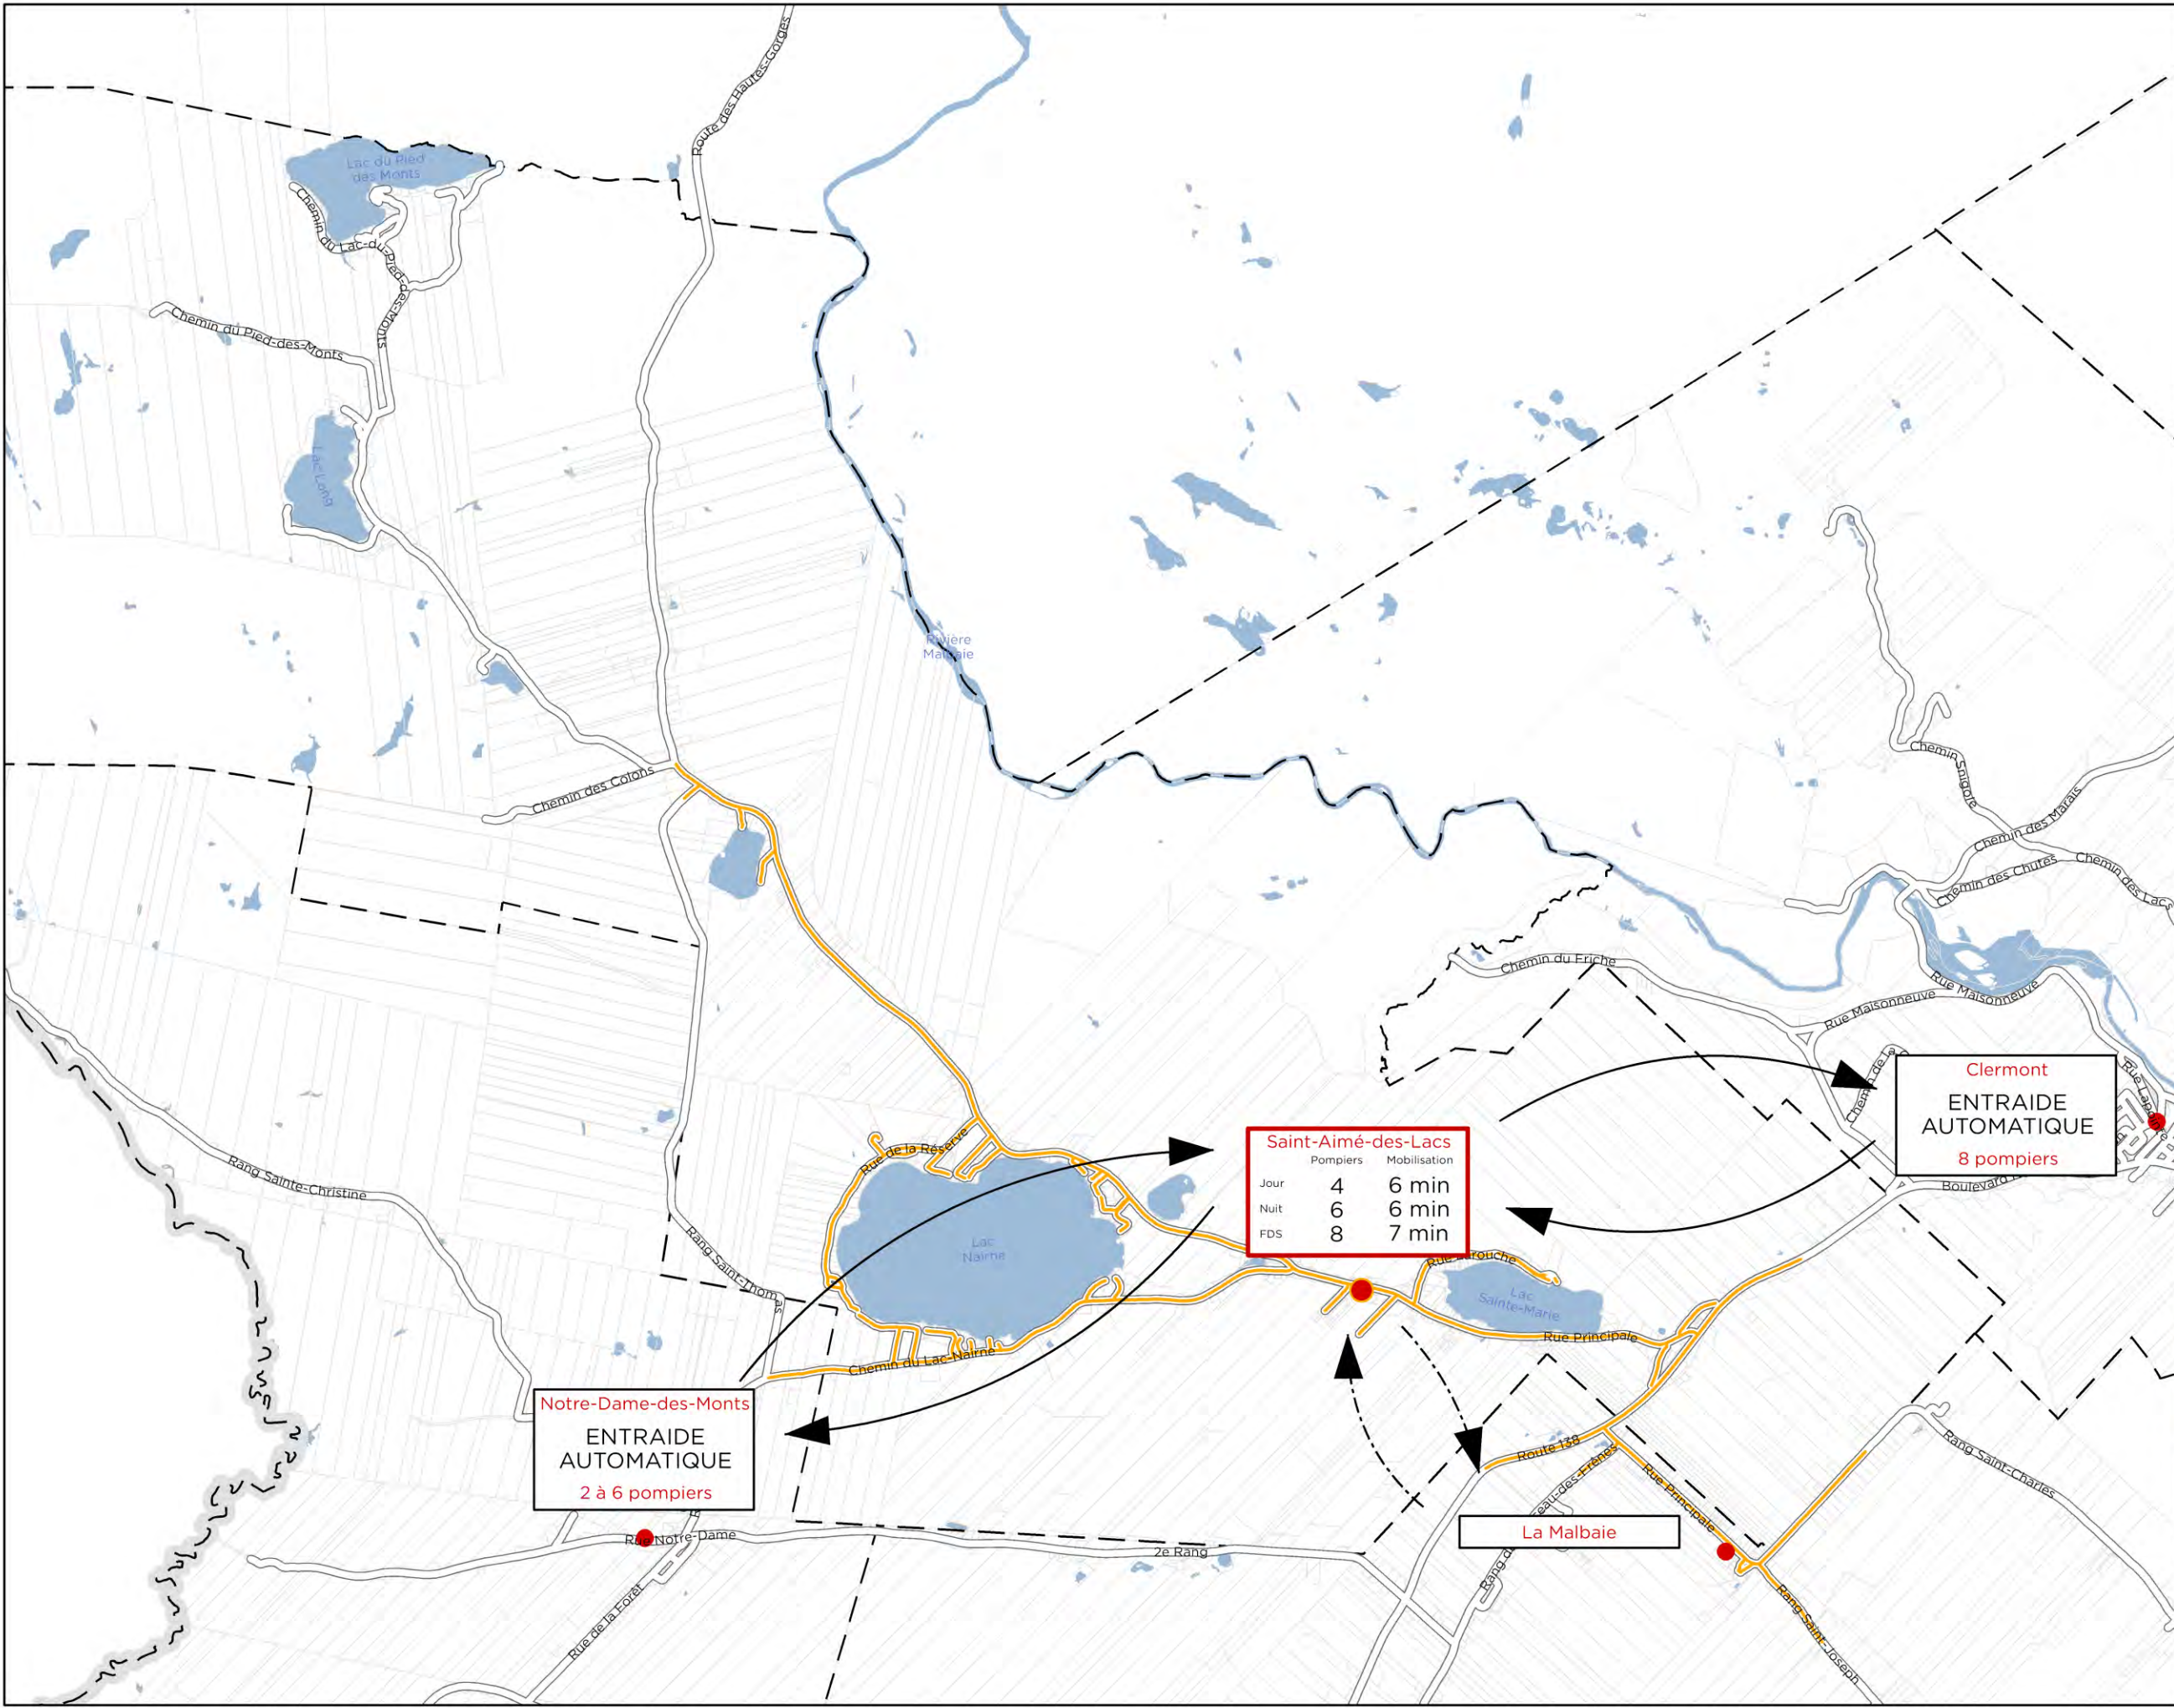 Route des Hautes-Gorges
Lac du Pied
des Monts
Chemin du Lac-du-Pied-des-Monts
Chemin du Pied-des-Monts
Lac Long
Rivière
Malbaie
Chemin des Colons
Chemin Snigole
Chemin des Marais
Chemin des Chutes
Chemin des Lacs
Chemin du Friche
Rue Maisonneuve
Rue Maisonneuve
Chemin de la
Rue Lapointe
Clermont
ENTRAIDE
AUTOMATIQUE
8 pompiers
Boulevard
Saint-Aimé-des-Lacs
Pompiers Mobilisation
Jour 4 6 min
Nuit 6 6 min
FDS 8 7 min
Rue de la Réserve
Rang Sainte-Christine
Rang Saint-Thomas
Lac
Nairne
Lac
Sainte-Marie
Rue Principale
Chemin du Lac-Nairne
Notre-Dame-des-Monts
ENTRAIDE
AUTOMATIQUE
2 à 6 pompiers
Route 138
Rue Principale
Rang Saint-Charles
La Malbaie
Rue Notre-Dame
2e Rang
Rue de la Forêt
Rang Saint-Joseph